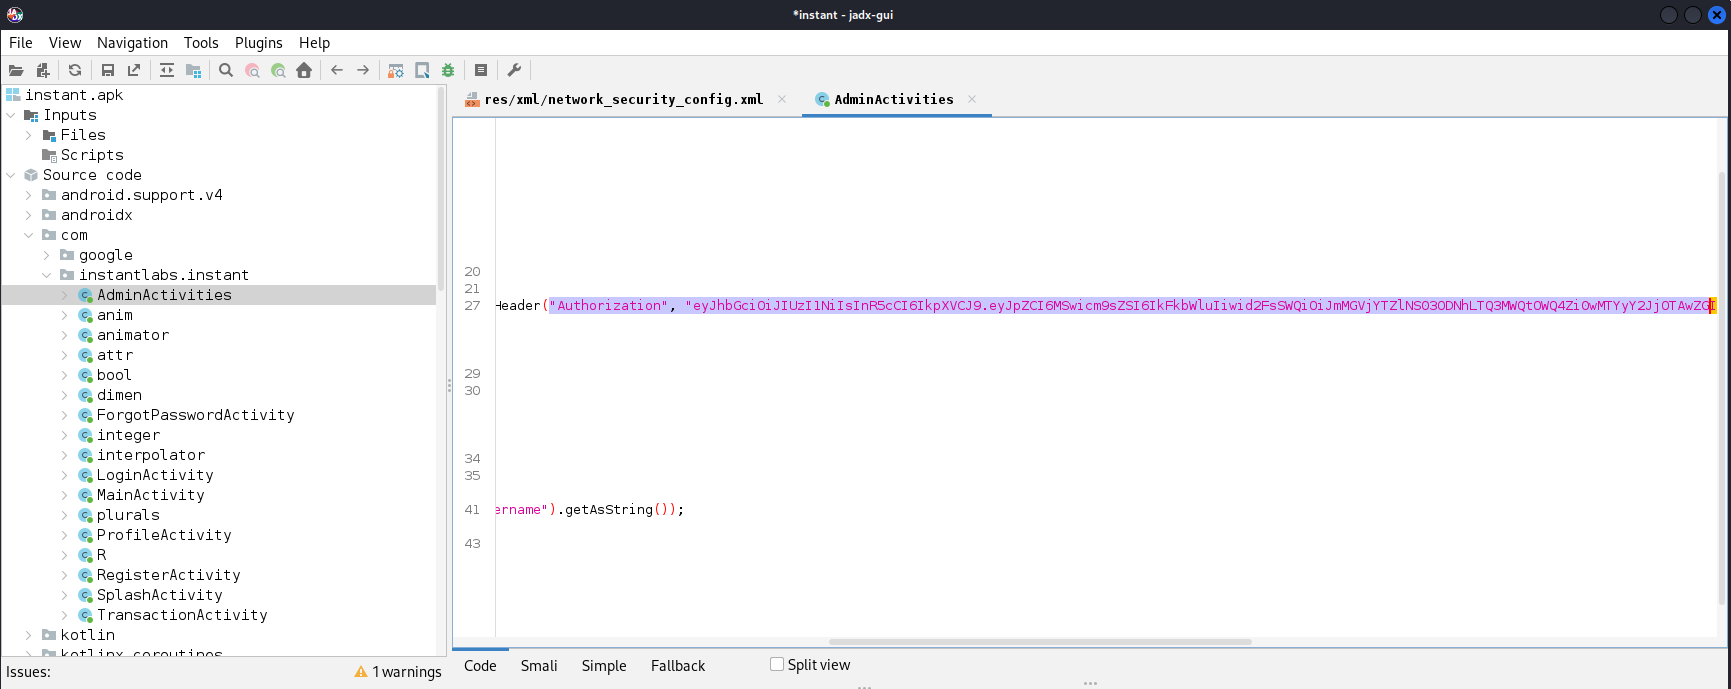 *instant - jadx-gui
File View Navigation Tools Plugins Help
instant.apk
Inputs
Files
Scripts
Source code
android.support.v4
androidx
com
google
instantlabs.instant
AdminActivities
anim
animator
attr
bool
dimen
ForgotPasswordActivity
integer
interpolator
LoginActivity
MainActivity
plurals
ProfileActivity
R
RegisterActivity
SplashActivity
TransactionActivity
kotlin
kotlinx.coroutines
Issues: 1 warnings
res/xml/network_security_config.xml
AdminActivities
20
21
27 Header("Authorization", "eyJhbGciOiJIUzI1NiIsInR5cCI6IkpXVCJ9.eyJpZCI6MSwicm9sZSI6IkFkbWluIiwid2FsSWQiOiJmMGVjYTZlNS03ODNhLTQ3MWQtOWQ4Zi0wMTYyY2JjOTAwZGI
29
30
34
35
41 ername").getAsString());
43
Code Smali Simple Fallback Split view